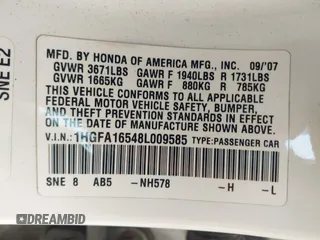 SNE E2
MFD. BY HONDA OF AMERICA MFG., INC. 09/'07
GVWR 3671LBS GAWR F 1940LBS R 1731LBS
GVWR 1665KG GAWR F 880KG R 785KG
THIS VEHICLE CONFORMS TO ALL APPLICABLE
FEDERAL MOTOR VEHICLE SAFETY, BUMPER,
AND THEFT PREVENTION STANDARDS IN EFFECT
ON THE DATE OF MANUFACTURE SHOWN ABOVE.
V.I.N: 1HGFA16548L009585 TYPE:PASSENGER CAR
SNE 8 AB5 -NH578 -H -L
DREAMBID